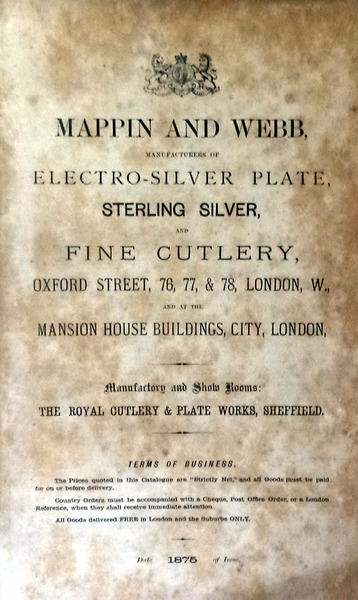 MAPPIN AND WEBB,
MANUFACTURERS OF
ELECTRO-SILVER PLATE,
STERLING SILVER,
AND
FINE CUTLERY,
OXFORD STREET, 76, 77, & 78, LONDON, W.,
AND AT THE
MANSION HOUSE BUILDINGS, CITY, LONDON,
Manufactory and Show Rooms:
THE ROYAL CUTLERY & PLATE WORKS, SHEFFIELD.
TERMS OF BUSINESS.
The Prices quoted in this Catalogue are "Strictly Net," and all Goods must be paid
for on or before delivery.
Country Orders must be accompanied with a Cheque, Post Office Order, or a London
Reference, when they shall receive immediate attention.
All Goods delivered FREE in London and the Suburbs ONLY.
Date 1875 of Issue.